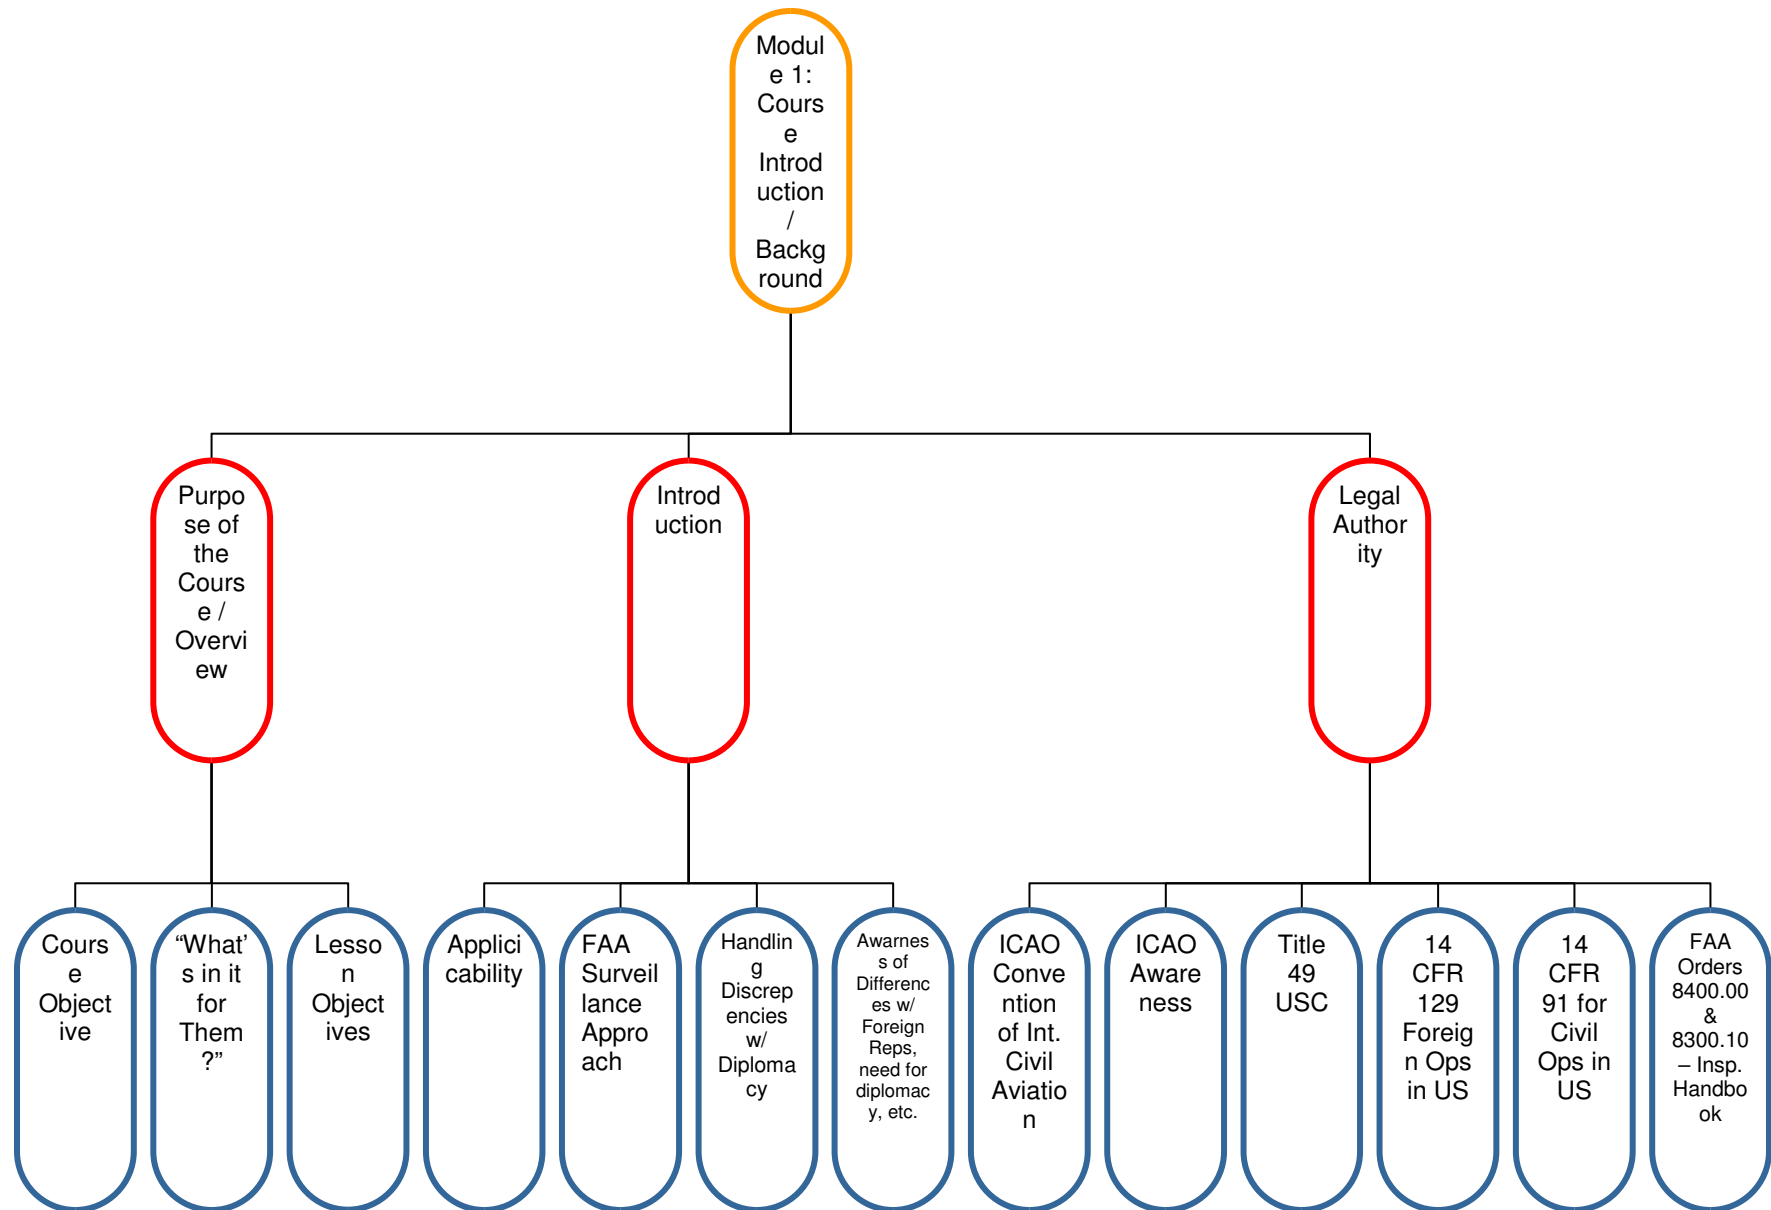 Modul
e 1:
Cours
e
Introd
uction
/
Backg
round
Purpo
se of
the
Cours
e /
Overvi
ew
Introd
uction
Legal
Author
ity
Cours
e
Object
ive
“What’
s in it
for
Them
?”
Lesso
n
Object
ives
Applici
cability
FAA
Surveil
lance
Appro
ach
Handlin
g
Discrep
encies
w/
Diploma
cy
Awarnes
s of
Differenc
es w/
Foreign
Reps,
need for
diplomac
y, etc.
ICAO
Conve
ntion
of Int.
Civil
Aviatio
n
ICAO
Aware
ness
Title
49
USC
14
CFR
129
Foreig
n Ops
in US
14
CFR
91 for
Civil
Ops in
US
FAA
Orders
8400.00
&
8300.10
– Insp.
Handbo
ok